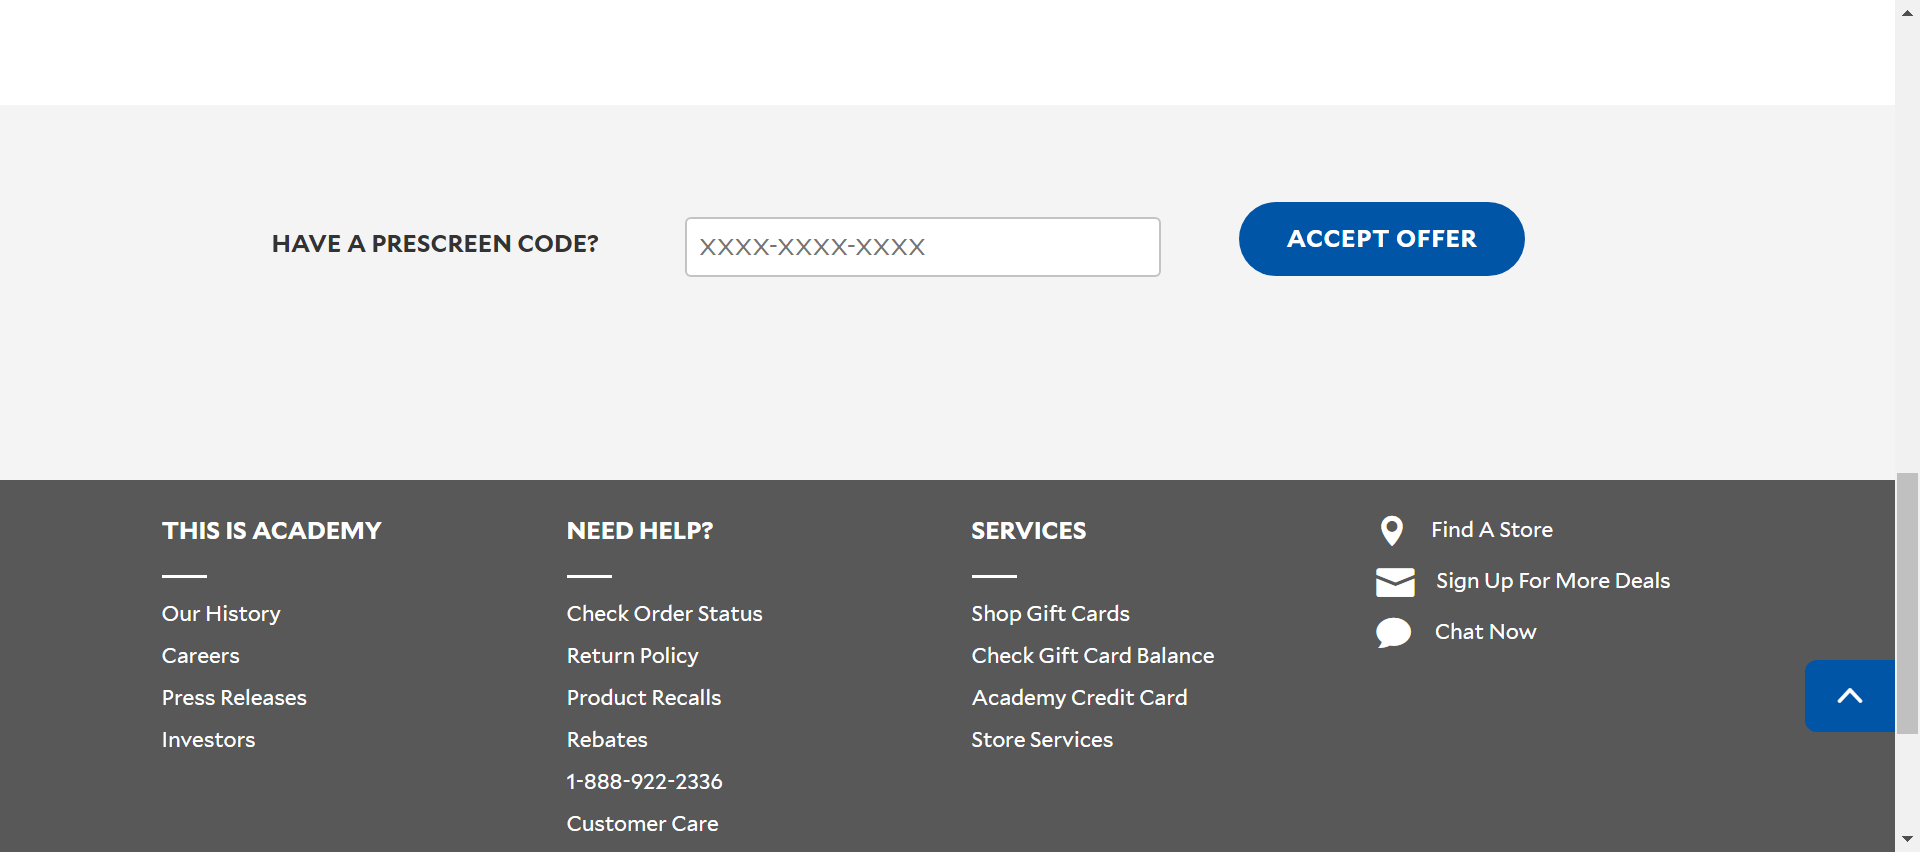 HAVE A PRESCREEN CODE?
XXXX-XXXX-XXXX
ACCEPT OFFER
THIS IS ACADEMY
Our History
Careers
Press Releases
Investors
NEED HELP?
Check Order Status
Return Policy
Product Recalls
Rebates
1-888-922-2336
Customer Care
SERVICES
Shop Gift Cards
Check Gift Card Balance
Academy Credit Card
Store Services
Find A Store
Sign Up For More Deals
Chat Now